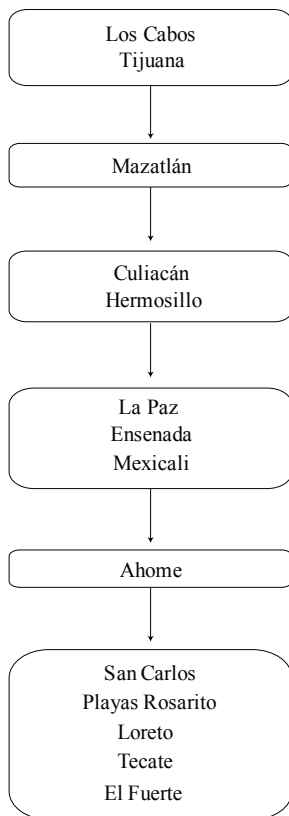 Los Cabos
Tijuana
Mazatlán
Culiacán
Hermosillo
La Paz
Ensenada
Mexicali
Ahome
San Carlos
Playas Rosarito
Loreto
Tecate
El Fuerte